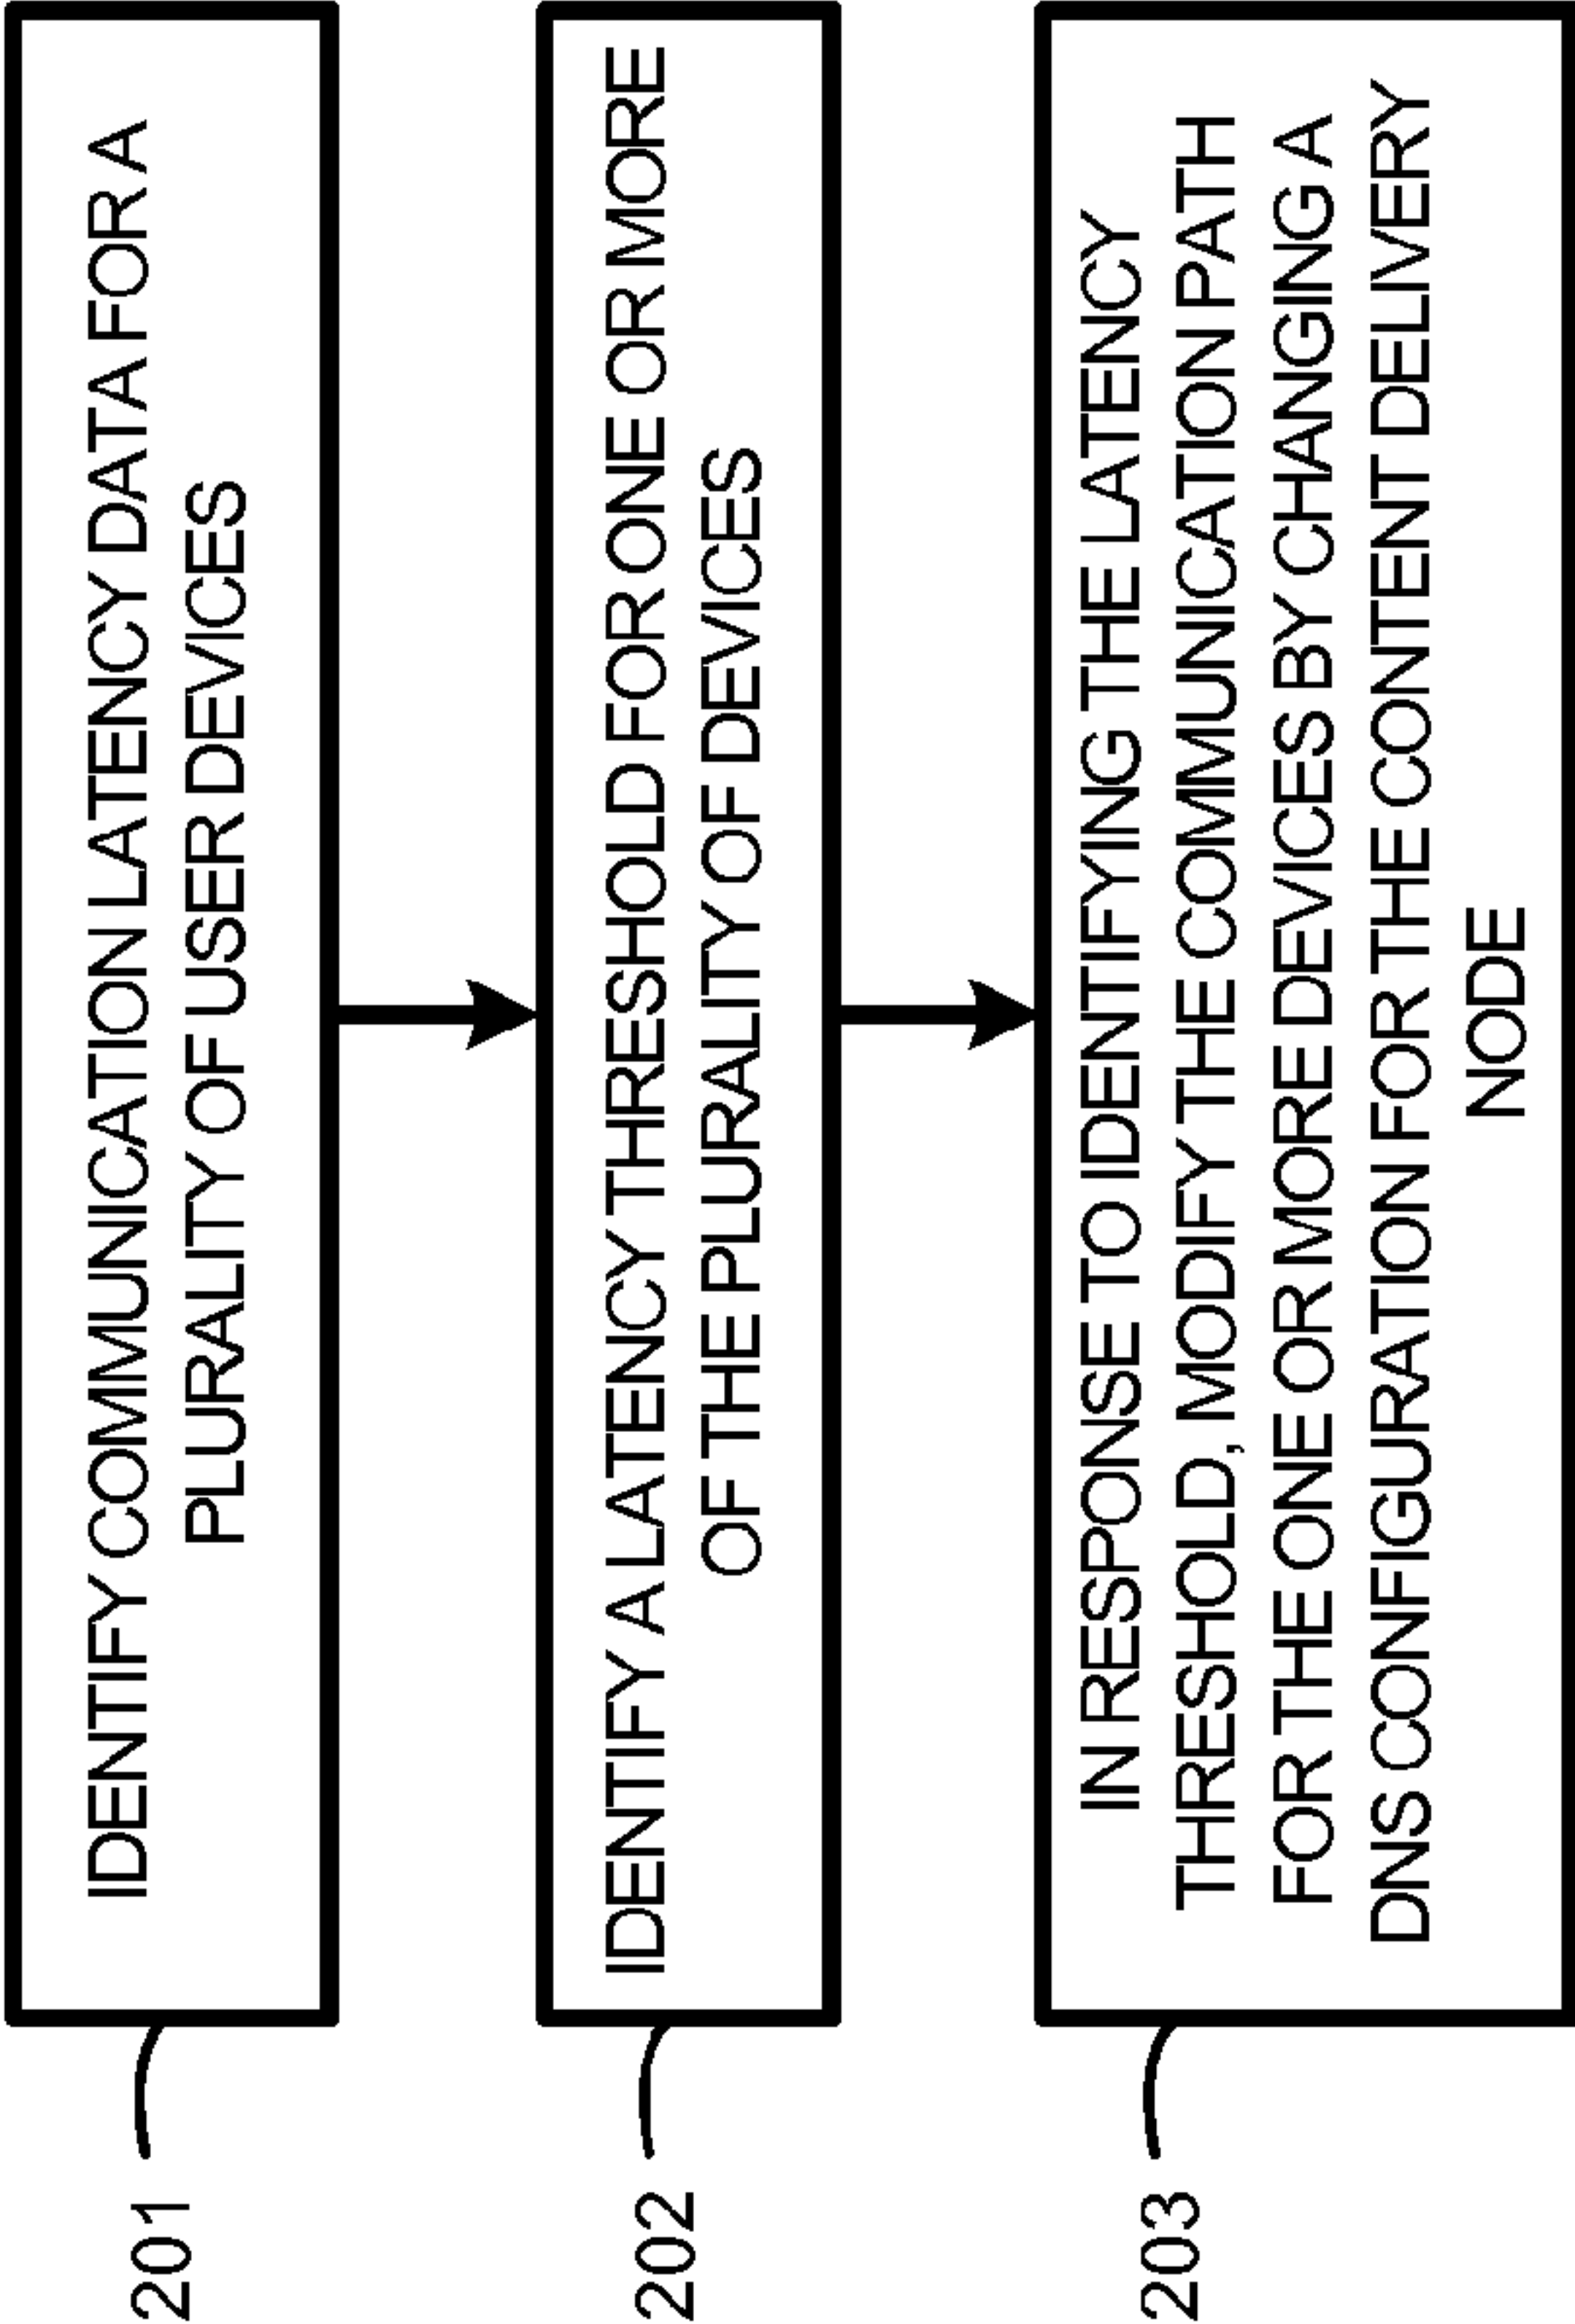 201
IDENTIFY COMMUNICATION LATENCY DATA FOR A
PLURALITY OF USER DEVICES
202
IDENTIFY A LATENCY THRESHOLD FOR ONE OR MORE
OF THE PLURALITY OF DEVICES
203
IN RESPONSE TO IDENTIFYING THE LATENCY
THRESHOLD, MODIFY THE COMMUNICATION PATH
FOR THE ONE OR MORE DEVICES BY CHANGING A
DNS CONFIGURATION FOR THE CONTENT DELIVERY
NODE